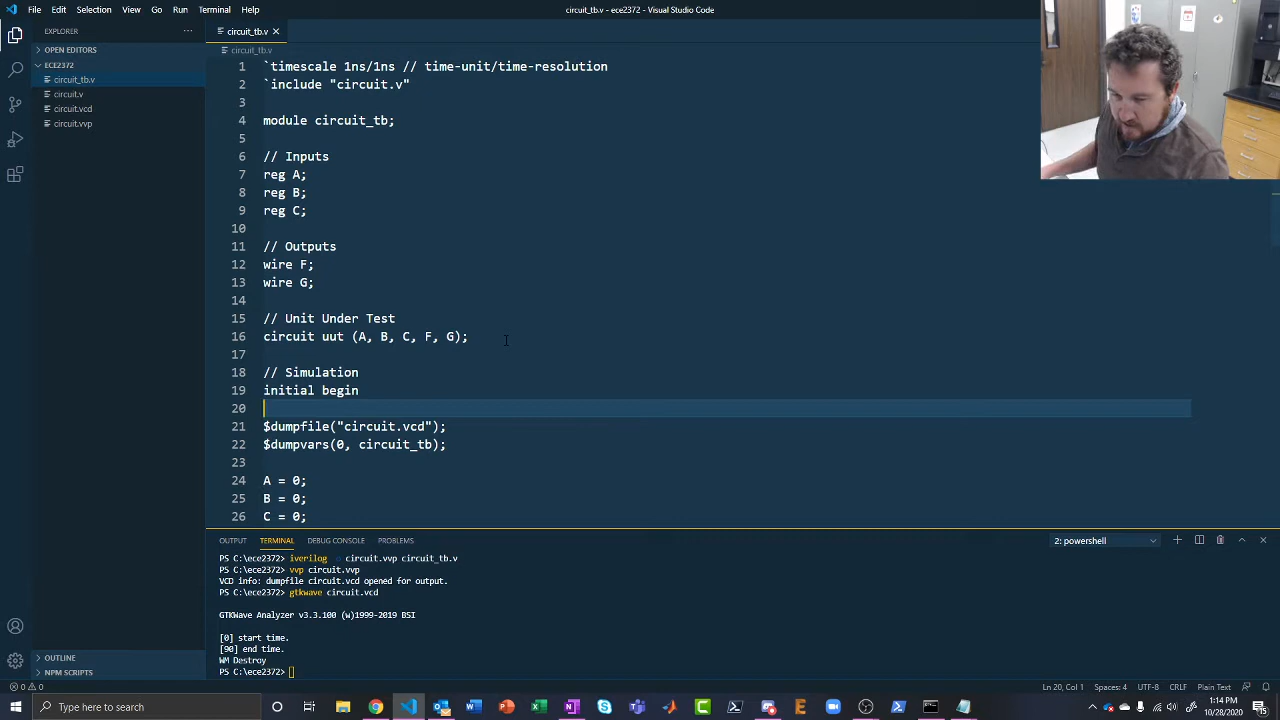 File Edit Selection View Go Run Terminal Help
circuit_tb.v - ece2372 - Visual Studio Code
EXPLORER
OPEN EDITORS
ECE2372
circuit_tb.v
circuit.v
circuit.vcd
circuit.vvp
OUTLINE
NPM SCRIPTS
circuit_tb.v
circuit_tb.v
1 `timescale 1ns/1ns // time-unit/time-resolution
2 `include "circuit.v"
3
4 module circuit_tb;
5
6 // Inputs
7 reg A;
8 reg B;
9 reg C;
10
11 // Outputs
12 wire F;
13 wire G;
14
15 // Unit Under Test
16 circuit uut (A, B, C, F, G);
17
18 // Simulation
19 initial begin
20
21 $dumpfile("circuit.vcd");
22 $dumpvars(0, circuit_tb);
23
24 A = 0;
25 B = 0;
26 C = 0;
OUTPUT TERMINAL DEBUG CONSOLE PROBLEMS
2: powershell
PS C:\ece2372> iverilog -o circuit.vvp circuit_tb.v
PS C:\ece2372> vvp circuit.vvp
VCD info: dumpfile circuit.vcd opened for output.
PS C:\ece2372> gtkwave circuit.vcd
GTKWave Analyzer v3.3.100 (w)1999-2019 BSI
[0] start time.
[90] end time.
WM Destroy
PS C:\ece2372>
0 0
Ln 20, Col 1 Spaces: 4 UTF-8 CRLF Plain Text
Type here to search
1:14 PM
10/28/2020